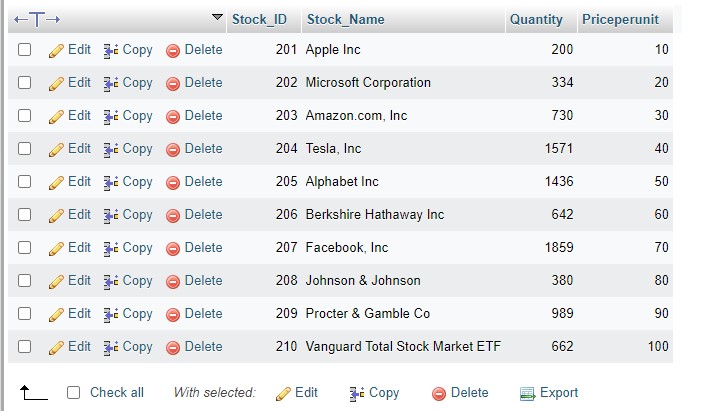 Stock_ID Stock_Name Quantity Priceperunit
Edit Copy Delete 201 Apple Inc 200 10
Edit Copy Delete 202 Microsoft Corporation 334 20
Edit Copy Delete 203 Amazon.com, Inc 730 30
Edit Copy Delete 204 Tesla, Inc 1571 40
Edit Copy Delete 205 Alphabet Inc 1436 50
Edit Copy Delete 206 Berkshire Hathaway Inc 642 60
Edit Copy Delete 207 Facebook, Inc 1859 70
Edit Copy Delete 208 Johnson & Johnson 380 80
Edit Copy Delete 209 Procter & Gamble Co 989 90
Edit Copy Delete 210 Vanguard Total Stock Market ETF 662 100
Check all With selected: Edit Copy Delete Export